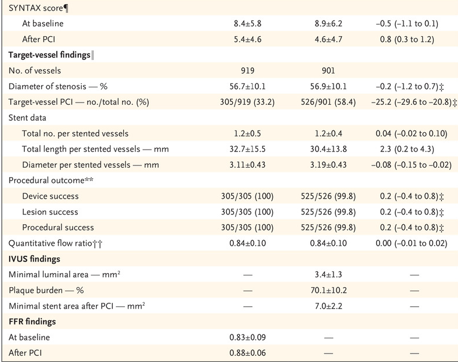 SYNTAX score¶
At baseline 8.4±5.8 8.9±6.2 –0.5 (–1.1 to 0.1)
After PCI 5.4±4.6 4.6±4.7 0.8 (0.3 to 1.2)
Target-vessel findings‖
No. of vessels 919 901
Diameter of stenosis — % 56.7±10.1 56.9±10.1 –0.2 (–1.2 to 0.7)‡
Target-vessel PCI — no./total no. (%) 305/919 (33.2) 526/901 (58.4) –25.2 (–29.6 to –20.8)‡
Stent data
Total no. per stented vessels 1.2±0.5 1.2±0.4 0.04 (–0.02 to 0.10)
Total length per stented vessels — mm 32.7±15.5 30.4±13.8 2.3 (0.2 to 4.3)
Diameter per stented vessels — mm 3.11±0.43 3.19±0.43 –0.08 (–0.15 to –0.02)
Procedural outcome**
Device success 305/305 (100) 525/526 (99.8) 0.2 (–0.4 to 0.8)‡
Lesion success 305/305 (100) 525/526 (99.8) 0.2 (–0.4 to 0.8)‡
Procedural success 305/305 (100) 525/526 (99.8) 0.2 (–0.4 to 0.8)‡
Quantitative flow ratio†† 0.84±0.10 0.84±0.10 0.00 (–0.01 to 0.02)
IVUS findings
Minimal luminal area — mm² — 3.4±1.3 —
Plaque burden — % — 70.1±10.2 —
Minimal stent area after PCI — mm² — 7.0±2.2 —
FFR findings
At baseline 0.83±0.09 — —
After PCI 0.88±0.06 — —